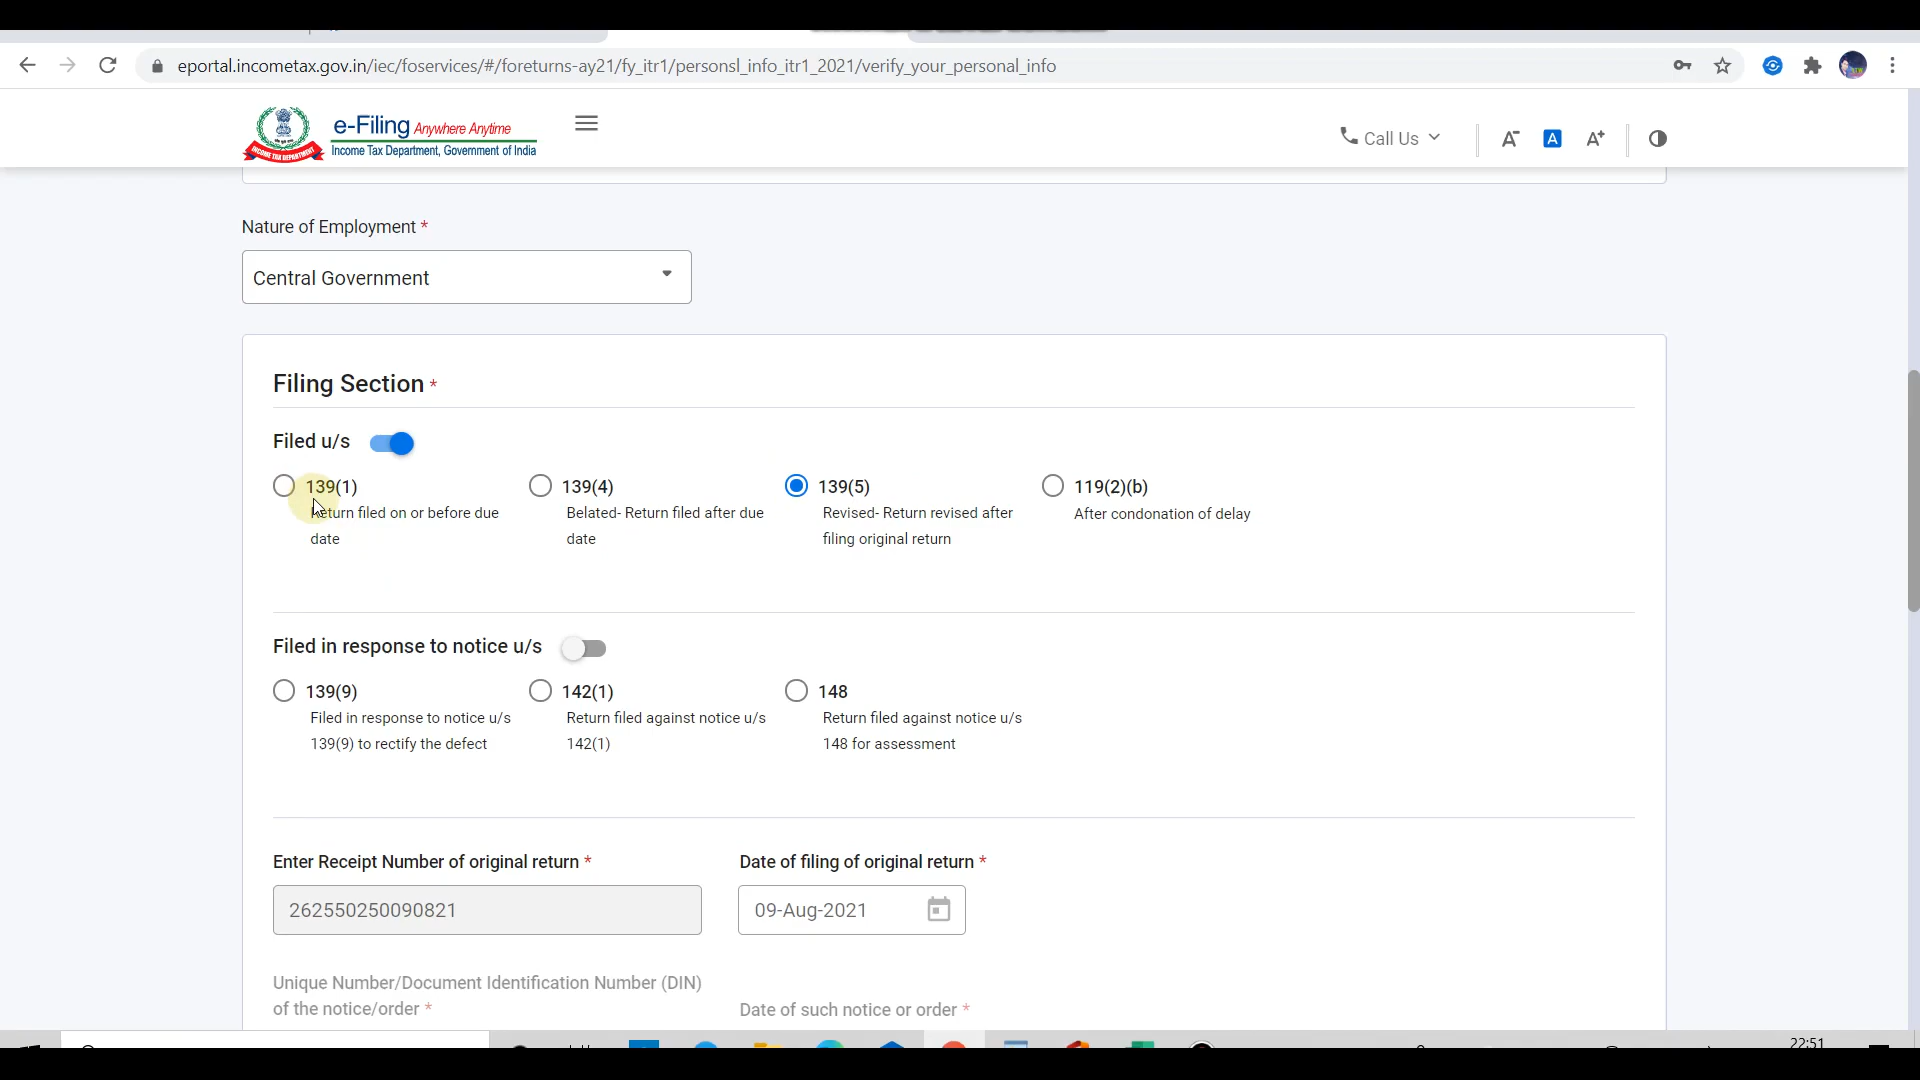 eportal.incometax.gov.in/iec/foservices/#/foreturns-ay21/fy_itr1/personsl_info_itr1_2021/verify_your_personal_info
e-Filing Anywhere Anytime
Income Tax Department, Government of India
INCOME TAX DEPARTMENT
Call Us
A-
A
A+
Nature of Employment *
Central Government
Filing Section *
Filed u/s
139(1)
139(4)
139(5)
119(2)(b)
Return filed on or before due
date
Belated- Return filed after due
date
Revised- Return revised after
filing original return
After condonation of delay
Filed in response to notice u/s
139(9)
142(1)
148
Filed in response to notice u/s
139(9) to rectify the defect
Return filed against notice u/s
142(1)
Return filed against notice u/s
148 for assessment
Enter Receipt Number of original return *
Date of filing of original return *
262550250090821
09-Aug-2021
Unique Number/Document Identification Number (DIN)
of the notice/order *
Date of such notice or order *
22:51